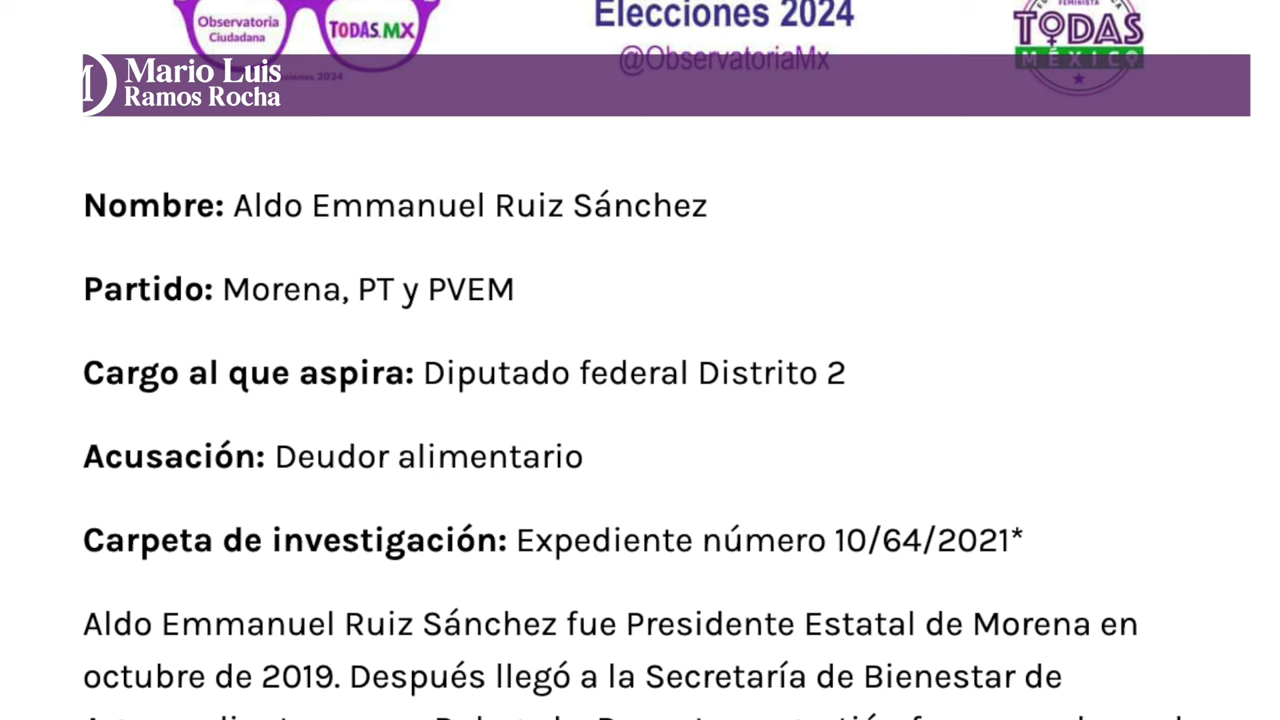 Observatoria
Ciudadana
TODAS.MX
Elecciones 2024
@ObservatoriaMx
FEMINISTA
TODAS
MÉXICO
Mario Luis
Ramos Rocha
2024
Nombre: Aldo Emmanuel Ruiz Sánchez
Partido: Morena, PT y PVEM
Cargo al que aspira: Diputado federal Distrito 2
Acusación: Deudor alimentario
Carpeta de investigación: Expediente número 10/64/2021*
Aldo Emmanuel Ruiz Sánchez fue Presidente Estatal de Morena en
octubre de 2019. Después llegó a la Secretaría de Bienestar de